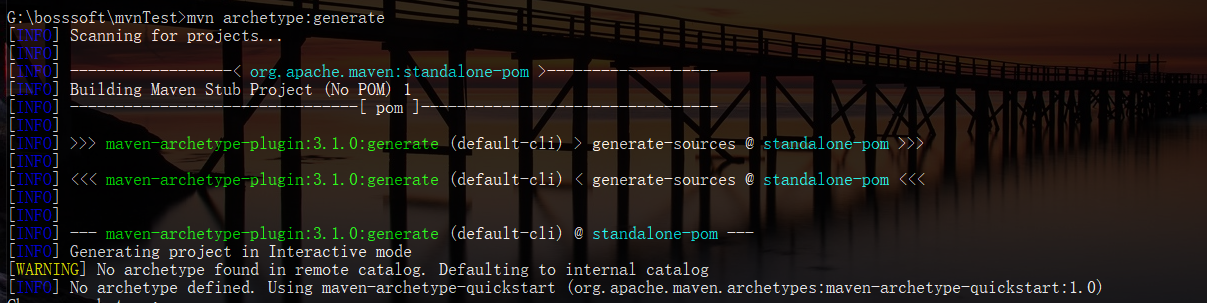 G:\bosssoft\mvnTest>mvn archetype:generate
[INFO] Scanning for projects...
[INFO]
[INFO] ------------------< org.apache.maven:standalone-pom >-------------------
[INFO] Building Maven Stub Project (No POM) 1
[INFO] --------------------------------[ pom ]---------------------------------
[INFO]
[INFO] >>> maven-archetype-plugin:3.1.0:generate (default-cli) > generate-sources @ standalone-pom >>>
[INFO]
[INFO] <<< maven-archetype-plugin:3.1.0:generate (default-cli) < generate-sources @ standalone-pom <<<
[INFO]
[INFO]
[INFO] --- maven-archetype-plugin:3.1.0:generate (default-cli) @ standalone-pom ---
[INFO] Generating project in Interactive mode
[WARNING] No archetype found in remote catalog. Defaulting to internal catalog
[INFO] No archetype defined. Using maven-archetype-quickstart (org.apache.maven.archetypes:maven-archetype-quickstart:1.0)